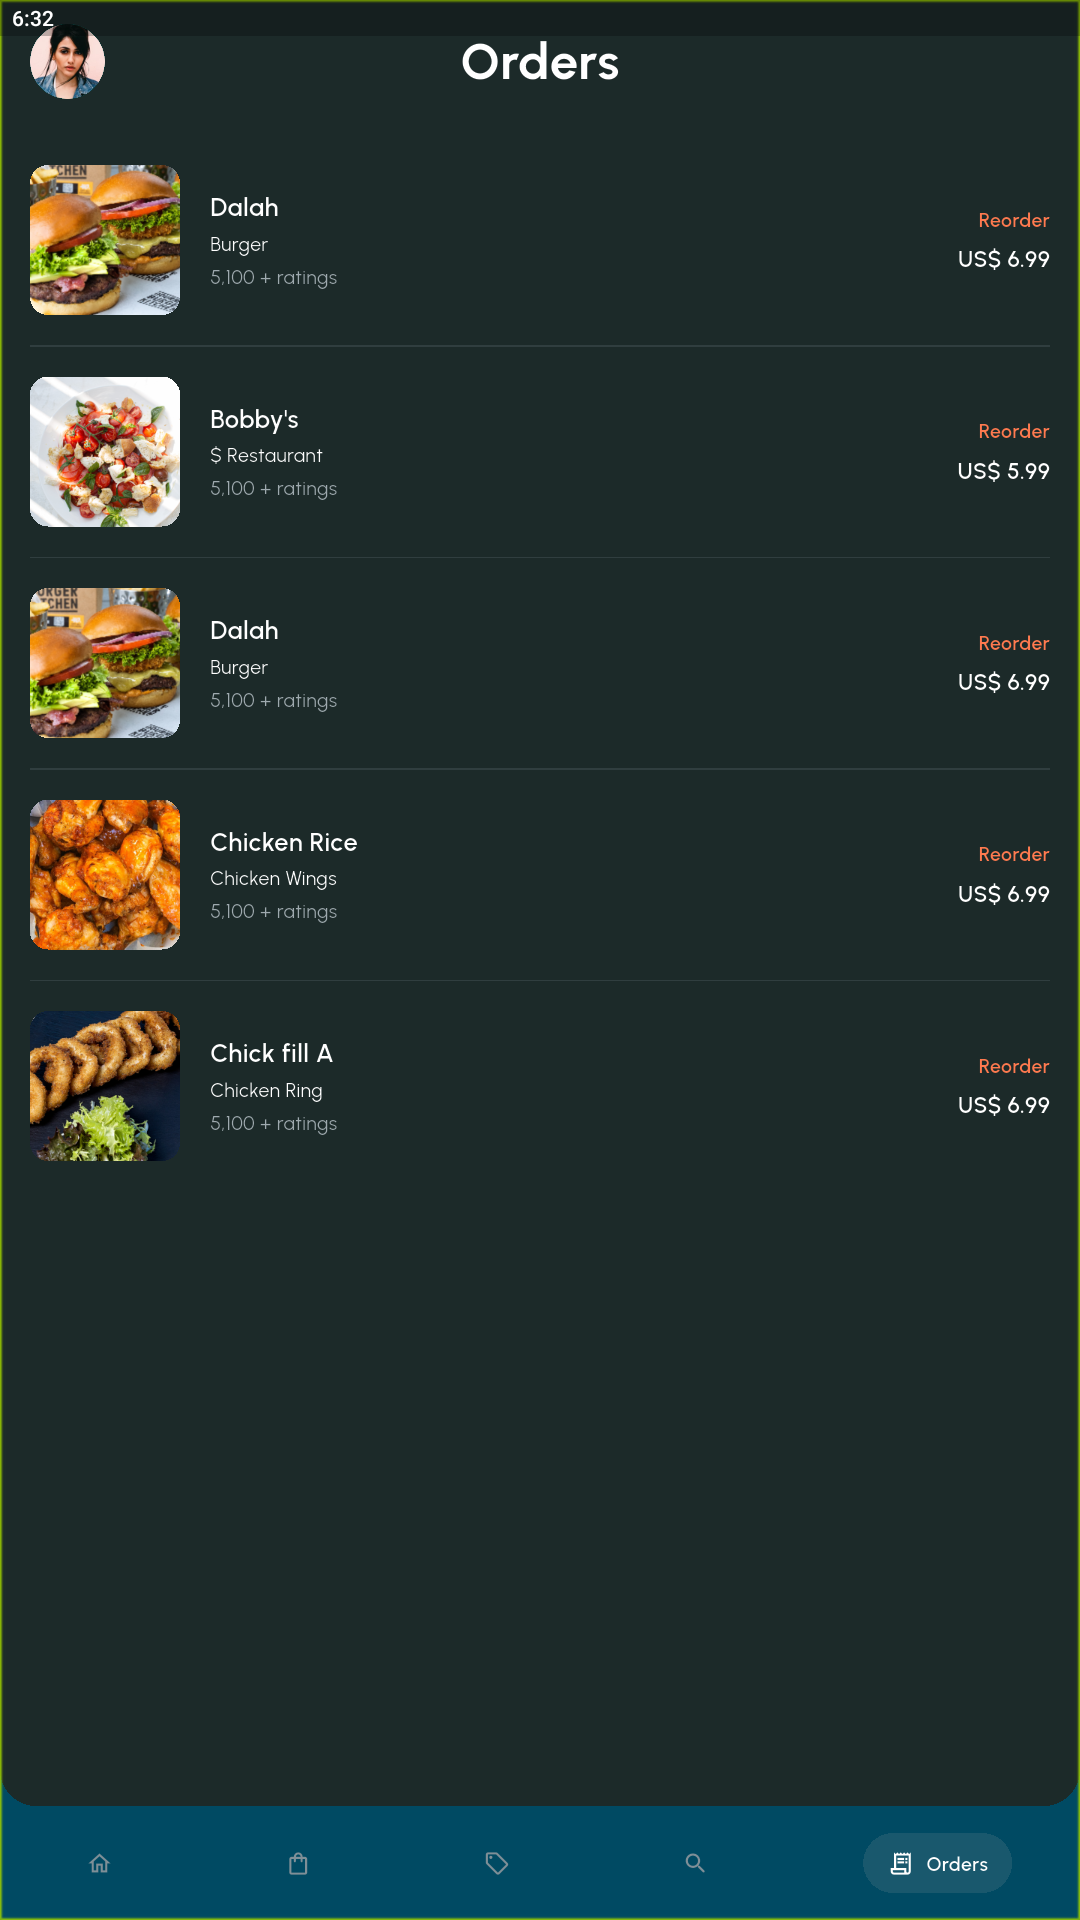 6:32
Orders
Dalah
Burger
5,100 + ratings
Reorder
US$ 6.99
Bobby's
$ Restaurant
5,100 + ratings
Reorder
US$ 5.99
Dalah
Burger
5,100 + ratings
Reorder
US$ 6.99
Chicken Rice
Chicken Wings
5,100 + ratings
Reorder
US$ 6.99
Chick fill A
Chicken Ring
5,100 + ratings
Reorder
US$ 6.99
Orders